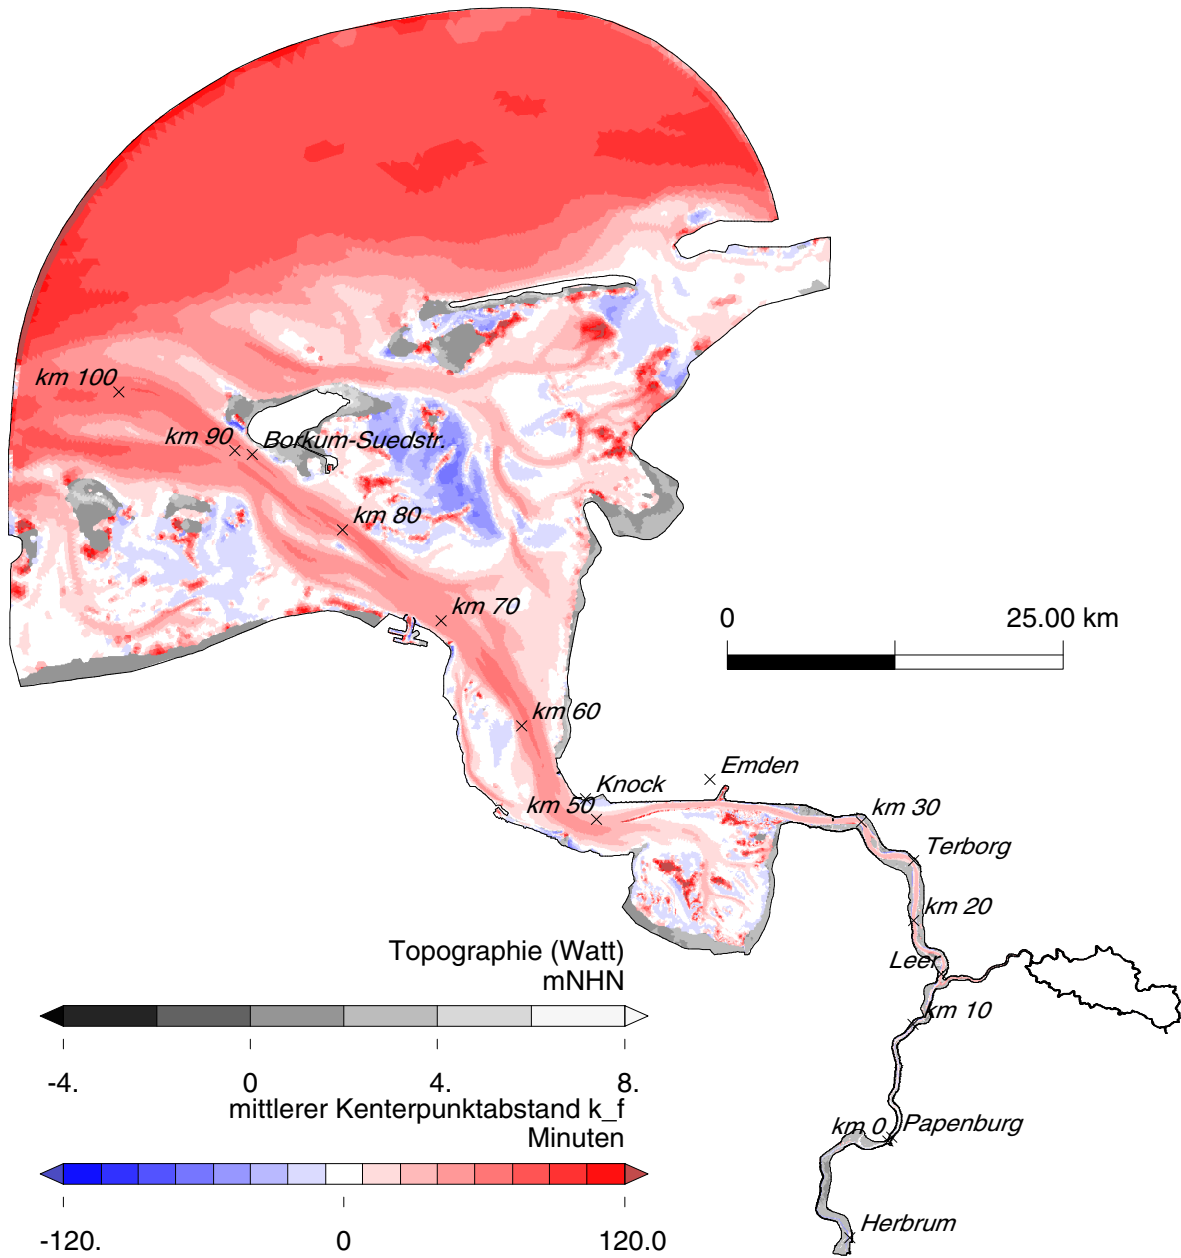 km 100
km 90
Borkum-Suedstr.
km 80
km 70
0
25.00 km
km 60
Emden
Knock
km 50
km 30
Terborg
km 20
Leer
km 10
Topographie (Watt)
mNHN
-4.
0
4.
8.
mittlerer Kenterpunktabstand k_f
Minuten
-120.
0
120.0
km 0
Papenburg
Herbrum